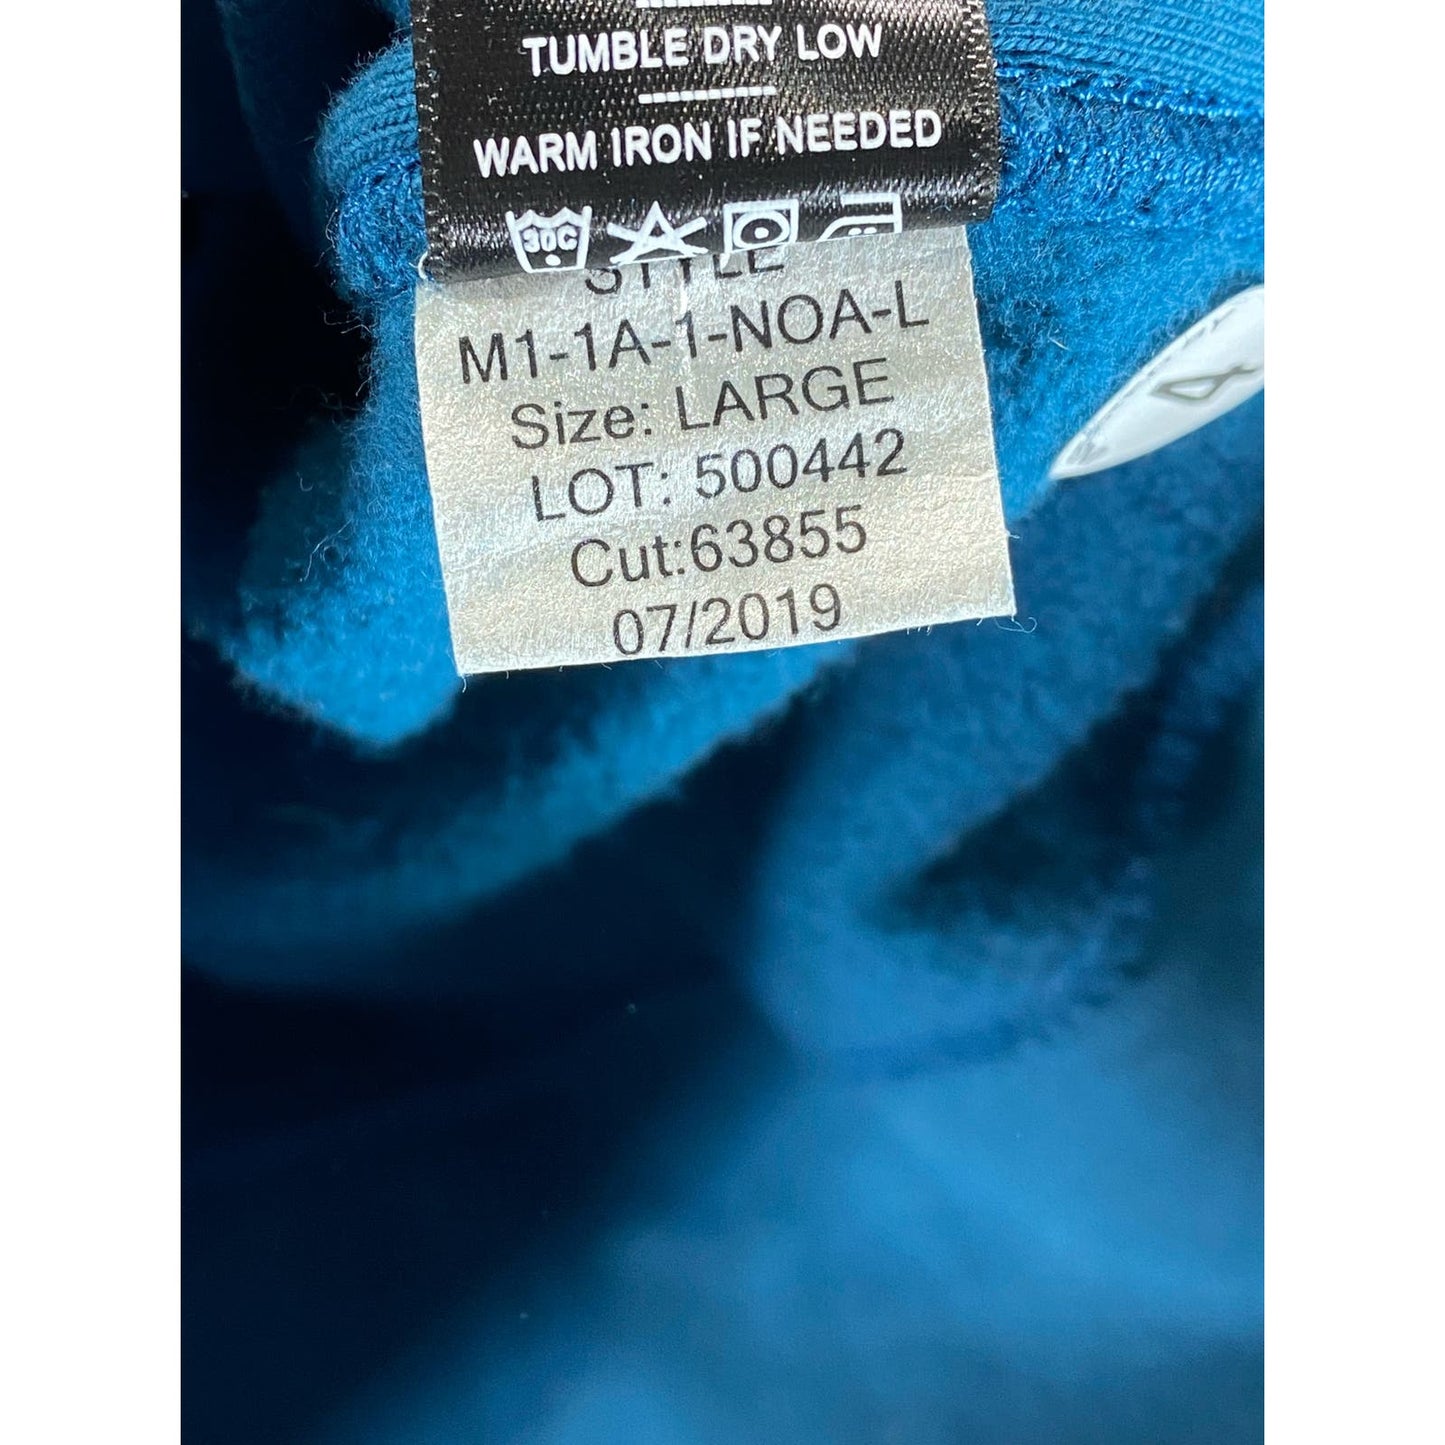 TUMBLE DRY LOW
WARM IRON IF NEEDED
30C
STYLE
M1-1A-1-NOA-L
Size: LARGE
LOT: 500442
Cut:63855
07/2019